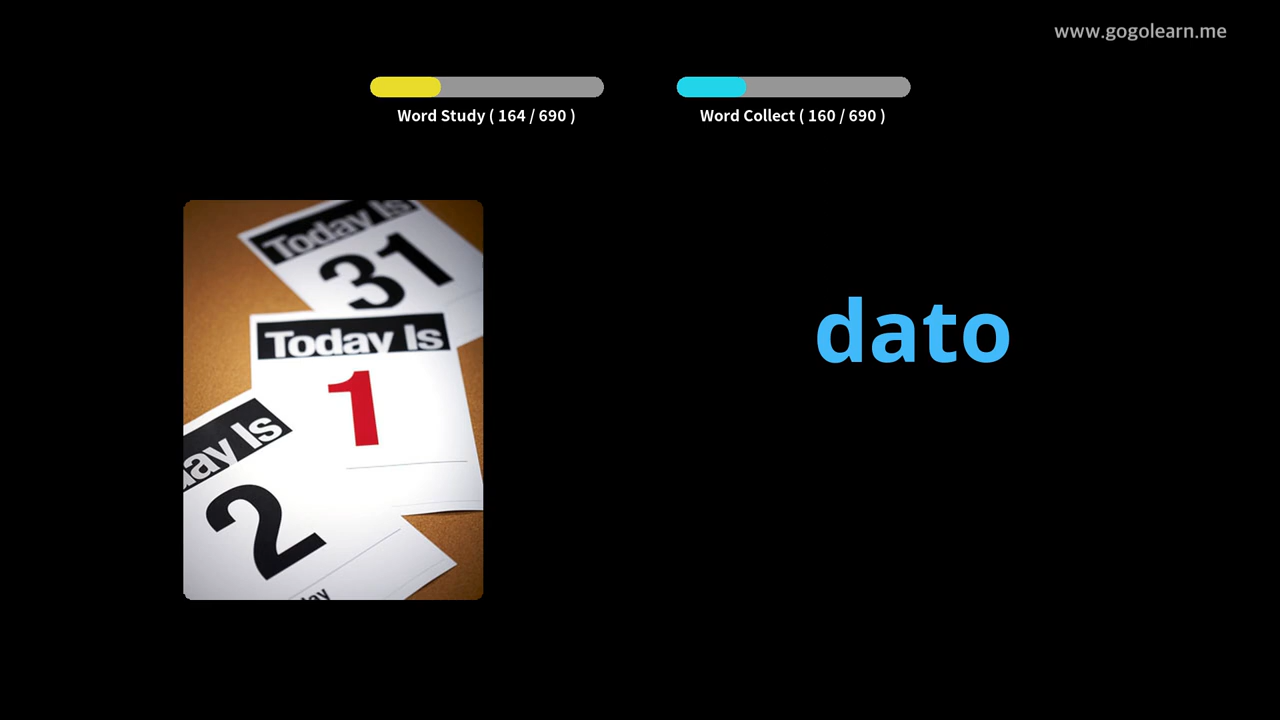 www.gogolearn.me
Word Study ( 164 / 690 )
Word Collect ( 160 / 690 )
Today Is
31
Today Is
1
ay Is
2
ay
dato